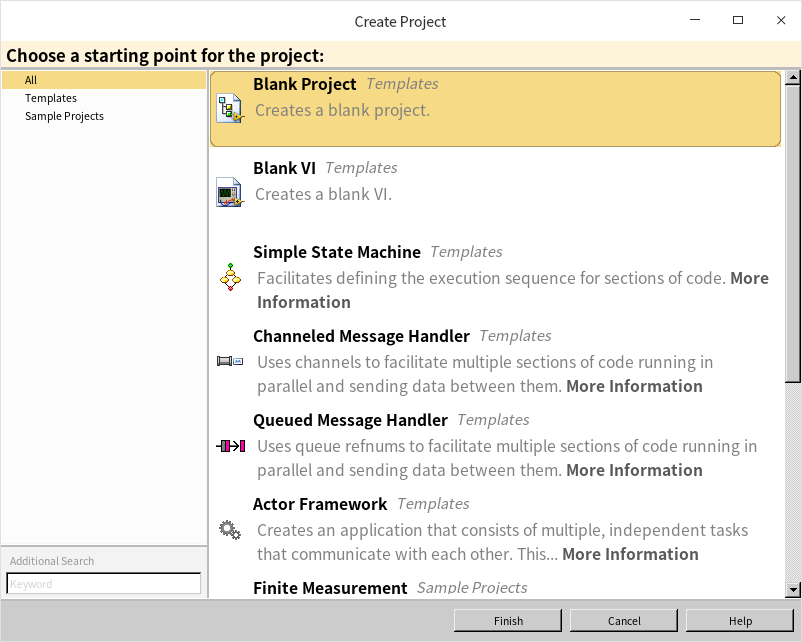 Create Project
Choose a starting point for the project:
All
Templates
Sample Projects
Blank Project Templates
Creates a blank project.
Blank VI Templates
Creates a blank VI.
Simple State Machine Templates
Facilitates defining the execution sequence for sections of code. More
Information
Channeled Message Handler Templates
Uses channels to facilitate multiple sections of code running in
parallel and sending data between them. More Information
Queued Message Handler Templates
Uses queue refnums to facilitate multiple sections of code running in
parallel and sending data between them. More Information
Actor Framework Templates
Creates an application that consists of multiple, independent tasks
that communicate with each other. This... More Information
Finite Measurement Sample Projects
Additional Search
Keyword
Finish Cancel Help